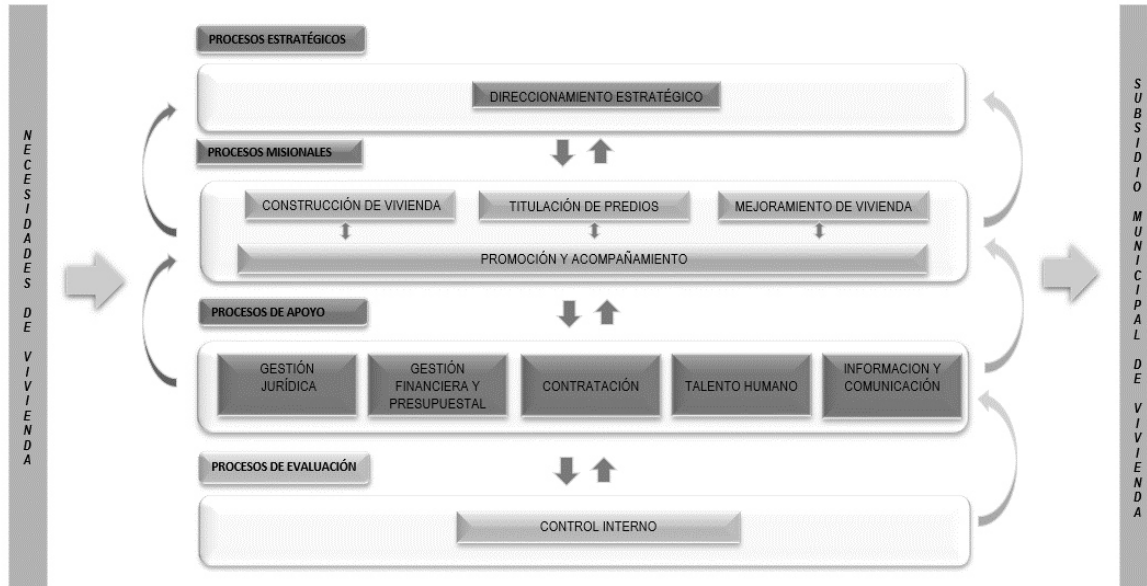 NECESIDADES DE VIVIENDA
PROCESOS ESTRATÉGICOS
DIRECCIONAMIENTO ESTRATÉGICO
PROCESOS MISIONALES
CONSTRUCCIÓN DE VIVIENDA
TITULACIÓN DE PREDIOS
MEJORAMIENTO DE VIVIENDA
PROMOCIÓN Y ACOMPAÑAMIENTO
PROCESOS DE APOYO
GESTIÓN
JURÍDICA
GESTIÓN
FINANCIERA Y
PRESUPUESTAL
CONTRATACIÓN
TALENTO HUMANO
INFORMACION Y
COMUNICACIÓN
PROCESOS DE EVALUACIÓN
CONTROL INTERNO
SUBSIDIO MUNICIPAL DE VIVIENDA